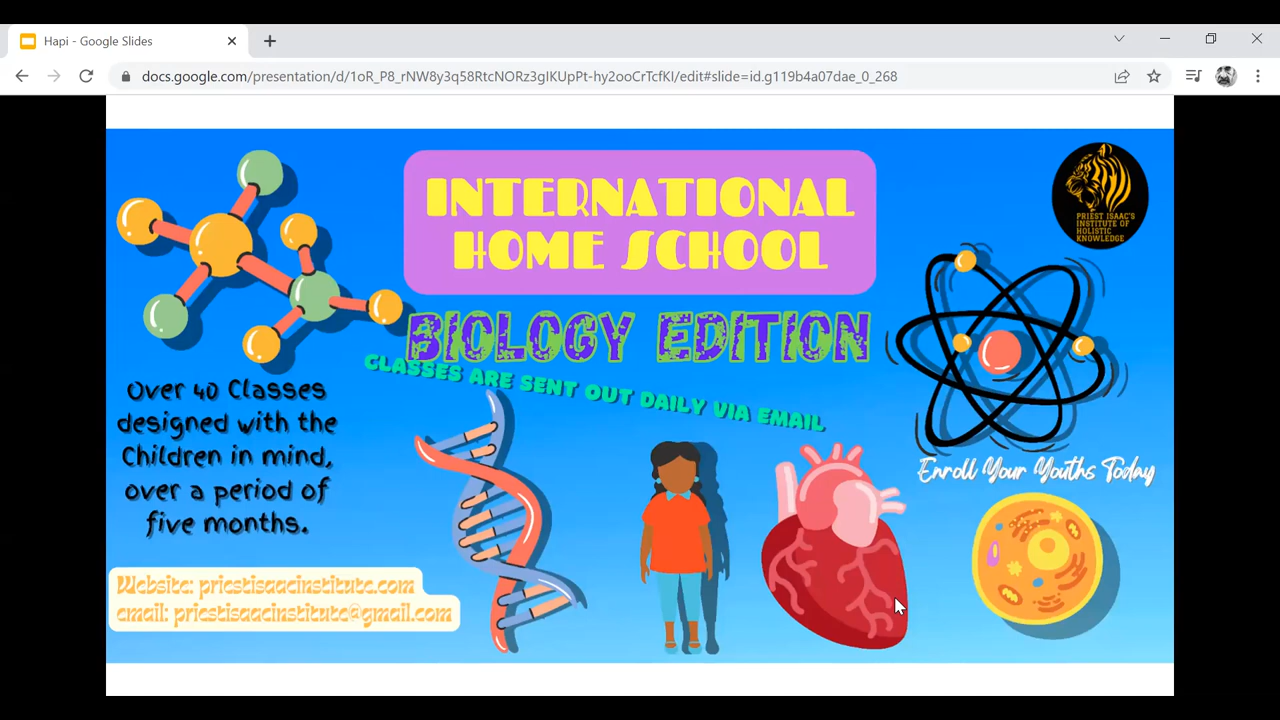 Hapi - Google Slides
docs.google.com/presentation/d/1oR_P8_rNW8y3q58RtcNORz3gIKUpPt-hy2ooCrTcfKI/edit#slide=id.g119b4a07dae_0_268
INTERNATIONAL
HOME SCHOOL
PRIEST ISAAC'S
INSTITUTE OF
HOLISTIC
KNOWLEDGE
BIOLOGY EDITION
CLASSES ARE SENT OUT DAILY VIA EMAIL
Over 40 Classes
designed with the
Children in mind,
over a period of
five months.
Enroll Your Youths Today
Website: priestisaacinstitute.com
email: priestisaacinstitute@gmail.com